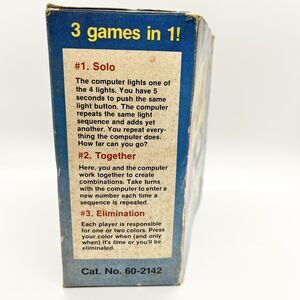 3 games in 1!
#1. Solo
The computer lights one of
the 4 lights. You have 5
seconds to push the same
light button. The computer
repeats the same light
sequence and adds yet
another. You repeat every-
thing the computer does.
How far can you go?
#2. Together
Here, you and the computer
work together to create
combinations. Take turns
with the computer to enter a
new number each time a
sequence is repeated.
#3. Elimination
Each player is responsible
for one or two colors. Press
your color when (and only
when) it's time or you'll be
eliminated.
Cat. No. 60-2142